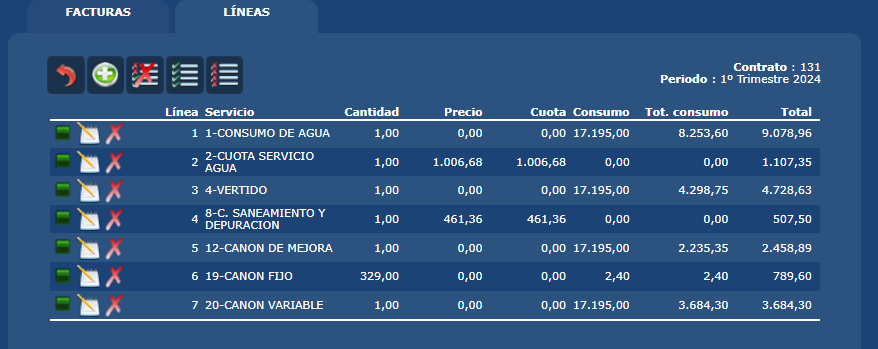 FACTURAS LÍNEAS
Contrato : 131
Periodo : 1º Trimestre 2024
Línea Servicio Cantidad Precio Cuota Consumo Tot. consumo Total
1 1-CONSUMO DE AGUA 1,00 0,00 0,00 17.195,00 8.253,60 9.078,96
2 2-CUOTA SERVICIO
AGUA 1,00 1.006,68 1.006,68 0,00 0,00 1.107,35
3 4-VERTIDO 1,00 0,00 0,00 17.195,00 4.298,75 4.728,63
4 8-C. SANEAMIENTO Y
DEPURACION 1,00 461,36 461,36 0,00 0,00 507,50
5 12-CANON DE MEJORA 1,00 0,00 0,00 17.195,00 2.235,35 2.458,89
6 19-CANON FIJO 329,00 0,00 0,00 2,40 2,40 789,60
7 20-CANON VARIABLE 1,00 0,00 0,00 17.195,00 3.684,30 3.684,30